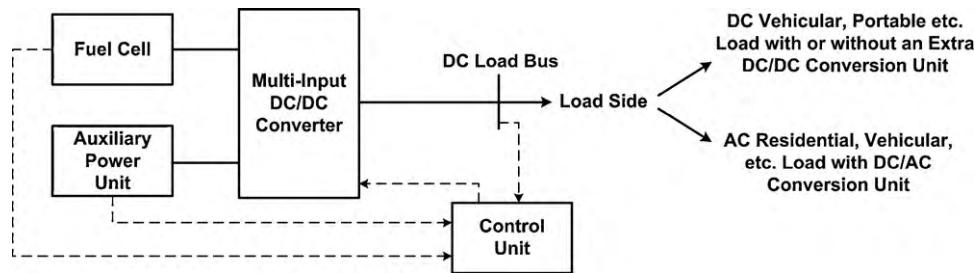 Fuel Cell
Auxiliary
Power
Unit
Multi-Input
DC/DC
Converter
DC Load Bus
Load Side
Control
Unit
DC Vehicular, Portable etc.
Load with or without an Extra
DC/DC Conversion Unit
AC Residential, Vehicular,
etc. Load with DC/AC
Conversion Unit